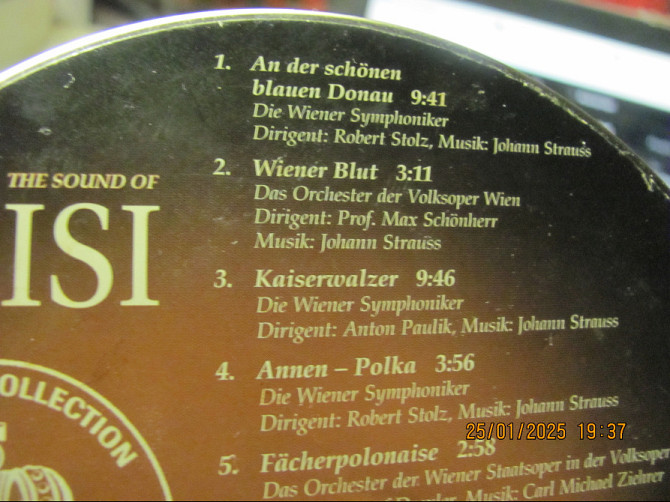 THE SOUND OF
ISI
OLLECTION
1. An der schönen
blauen Donau 9:41
Die Wiener Symphoniker
Dirigent: Robert Stolz, Musik: Johann Strauss
2. Wiener Blut 3:11
Das Orchester der Volksoper Wien
Dirigent: Prof. Max Schönherr
Musik: Johann Strauss
3. Kaiserwalzer 9:46
Die Wiener Symphoniker
Dirigent: Anton Paulik, Musik: Johann Strauss
4. Annen – Polka 3:56
Die Wiener Symphoniker
Dirigent: Robert Stolz, Musik: Johann Strauss
25/01/2025 19:37
5. Fächerpolonaise 2:58
Das Orchester der Wiener Staatsoper in der Volksoper
Musik: Carl Michael Ziehrer